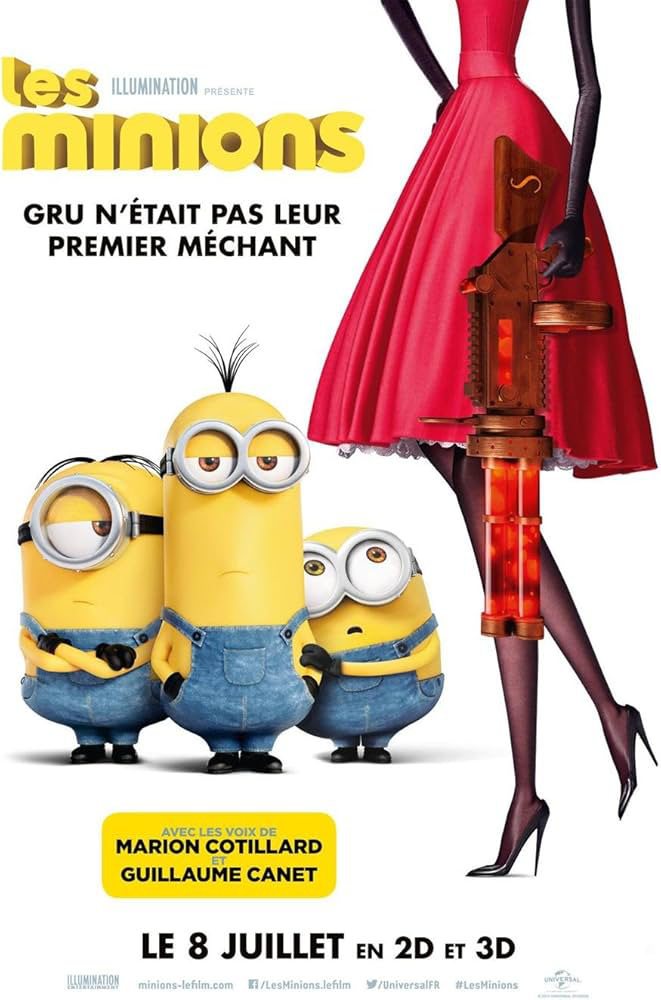 Les ILLUMINATION PRÉSENTE
MINIONS
GRU N'ÉTAIT PAS LEUR
PREMIER MÉCHANT
S
AVEC LES VOIX DE
MARION COTILLARD
ET
GUILLAUME CANET
LE 8 JUILLET EN 2D ET 3D
ILLUMINATION
ENTERTAINMENT
minions-lefilm.com /LesMinions.lefilm /UniversalFR #LesMinions
UNIVERSAL